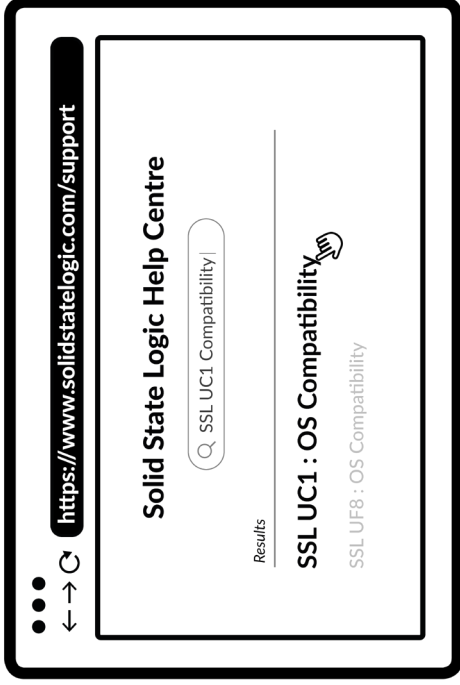 https://www.solidstatelogic.com/support
Solid State Logic Help Centre
SSL UC1 Compatibility
Results
SSL UC1 : OS Compatibility
SSL UF8 : OS Compatibility